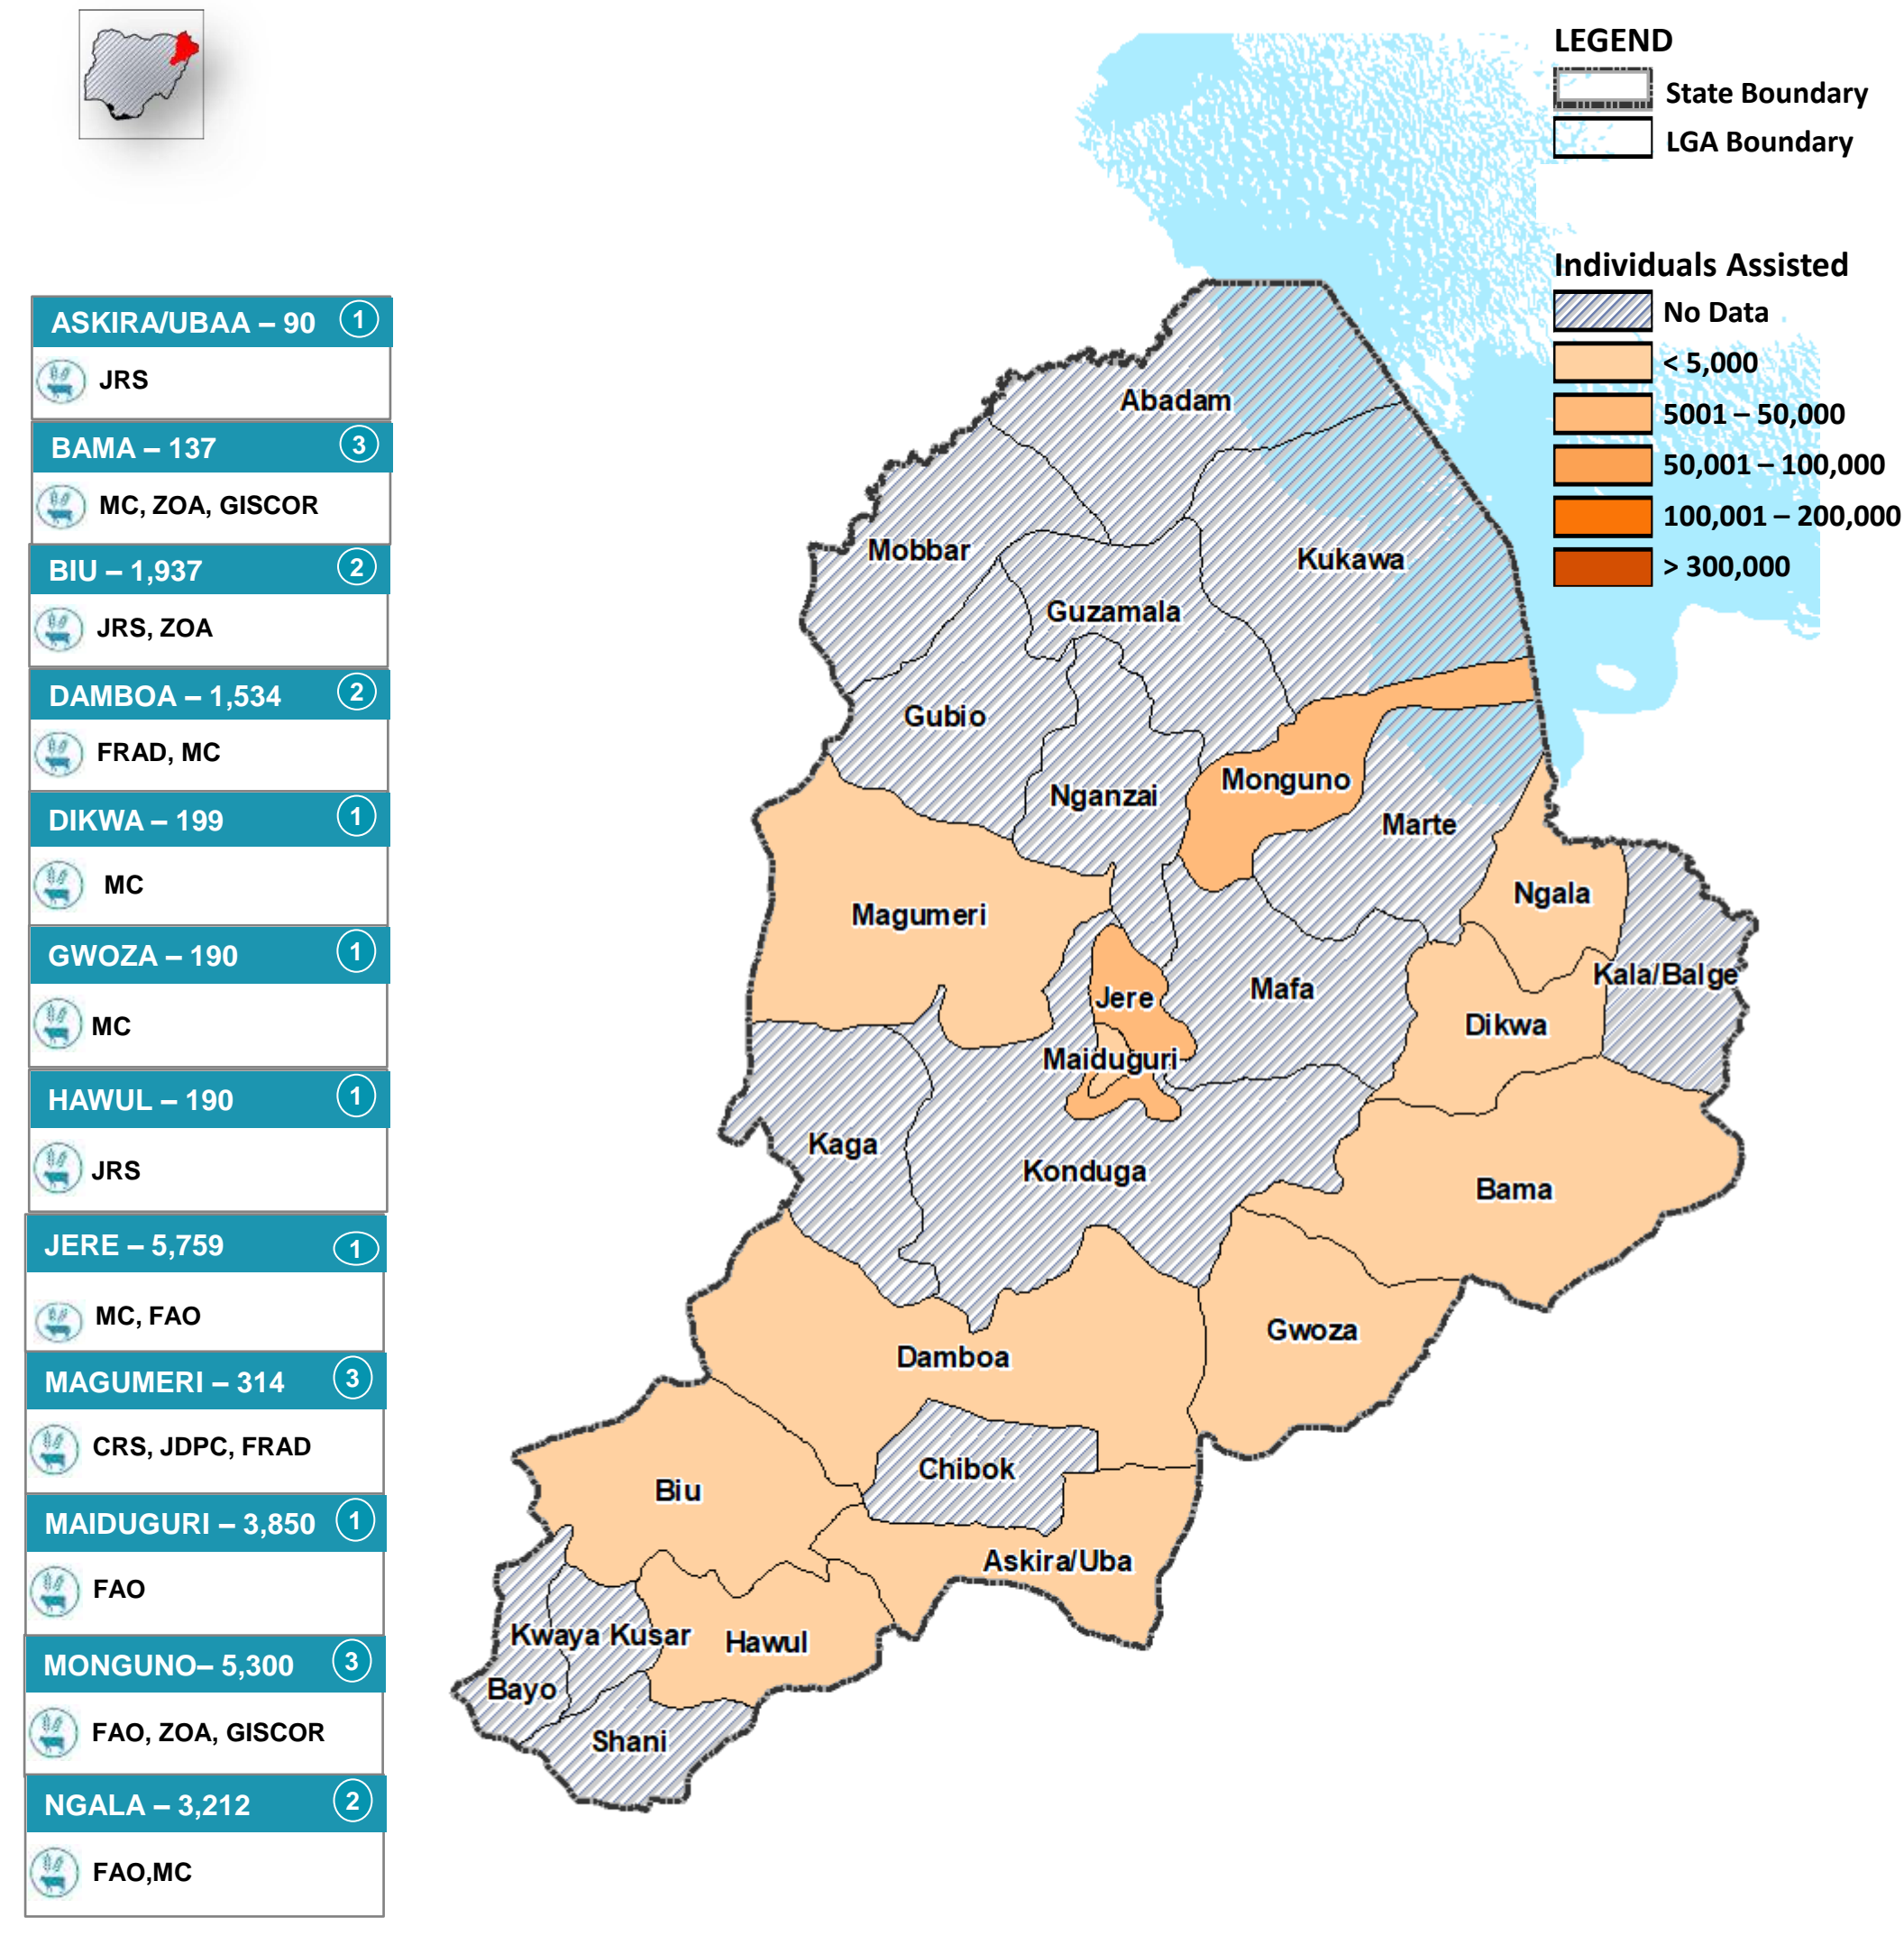 ASKIRA/UBAA – 90 1
JRS
BAMA – 137 3
MC, ZOA, GISCOR
BIU – 1,937 2
JRS, ZOA
DAMBOA – 1,534 2
FRAD, MC
DIKWA – 199 1
MC
GWOZA – 190 1
MC
HAWUL – 190 1
JRS
JERE – 5,759 1
MC, FAO
MAGUMERI – 314 3
CRS, JDPC, FRAD
MAIDUGURI – 3,850 1
FAO
MONGUNO– 5,300 3
FAO, ZOA, GISCOR
NGALA – 3,212 2
FAO,MC
LEGEND
State Boundary
LGA Boundary
Individuals Assisted
No Data
< 5,000
5001 – 50,000
50,001 – 100,000
100,001 – 200,000
> 300,000
Abadam
Mobbar
Kukawa
Guzamala
Gubio
Nganzai
Monguno
Marte
Magumeri
Ngala
Kala/Balge
Jere
Mafa
Dikwa
Maiduguri
Kaga
Konduga
Bama
Gwoza
Damboa
Chibok
Biu
Askira/Uba
Kwaya Kusar
Hawul
Bayo
Shani